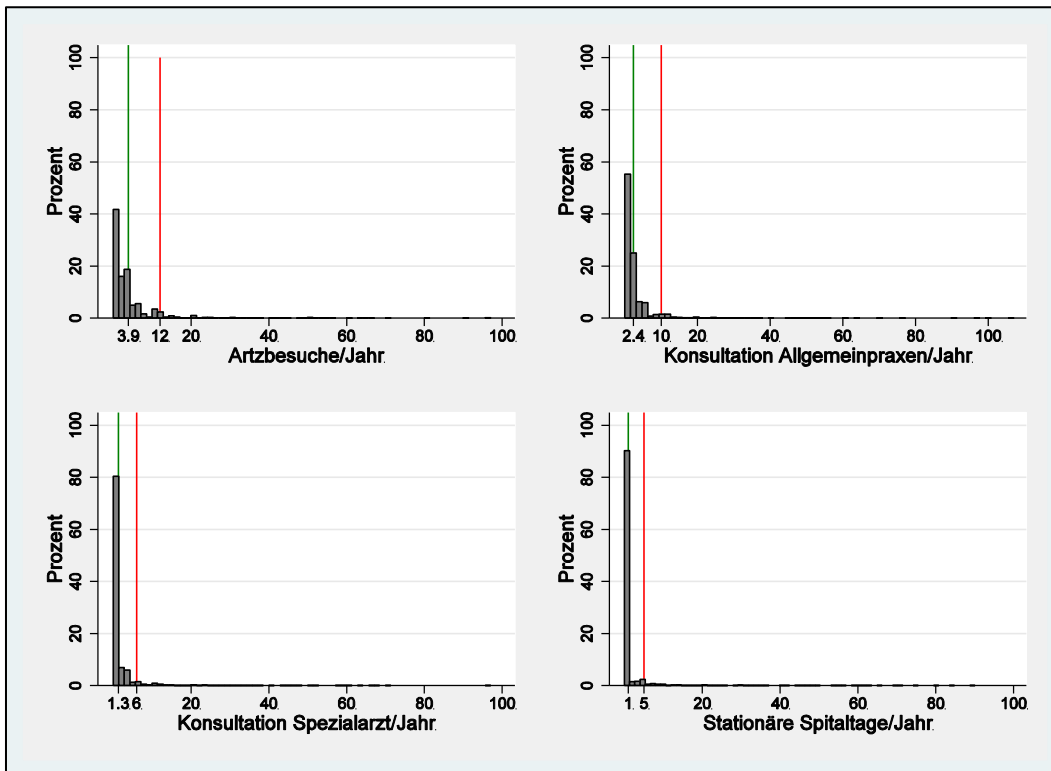 Prozent
100
80
60
40
20
0
3.9. 12. 20. 40. 60. 80. 100.
Artzbesuche/Jahr.
Prozent
100
80
60
40
20
0
2.4. 10. 20. 40. 60. 80. 100.
Konsultation Allgemeinpraxen/Jahr.
Prozent
100
80
60
40
20
0
1.3. 6. 20. 40. 60. 80. 100.
Konsultation Spezialarzt/Jahr.
Prozent
100
80
60
40
20
0
1. 5. 20. 40. 60. 80. 100.
Stationäre Spitaltage/Jahr.